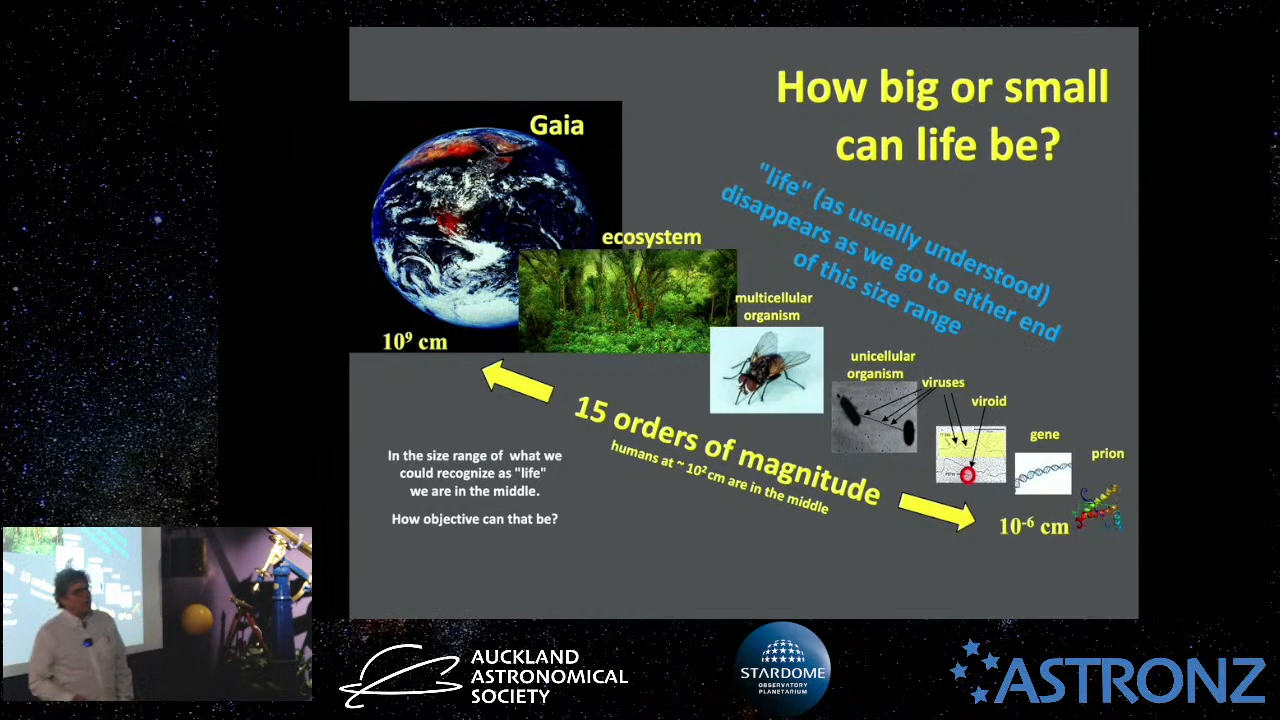 How big or small
can life be?
Gaia
"life" (as usually understood)
disappears as we go to either end
of this size range
ecosystem
multicellular
organism
10⁹ cm
unicellular
organism
viruses
viroid
gene
prion
15 orders of magnitude
humans at ~ 10² cm are in the middle
10⁻⁶ cm
In the size range of what we
could recognize as "life"
we are in the middle.
How objective can that be?
AUCKLAND
ASTRONOMICAL
SOCIETY
STARDOME
OBSERVATORY
PLANETARIUM
ASTRONZ